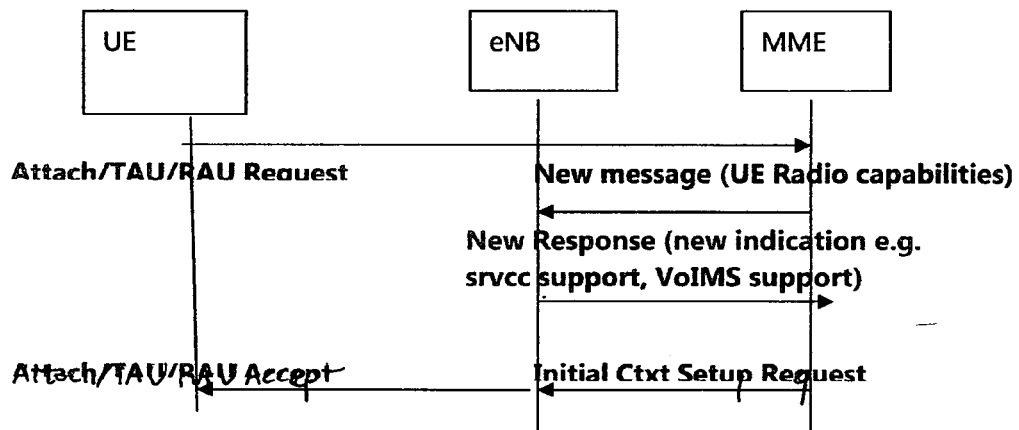 UE
eNB
MME
Attach/TAU/RAU Request
New message (UE Radio capabilities)
New Response (new indication e.g.
srvcc support, VoIMS support)
Attach/TAU/RAU Accept
Initial Ctxt Setup Request